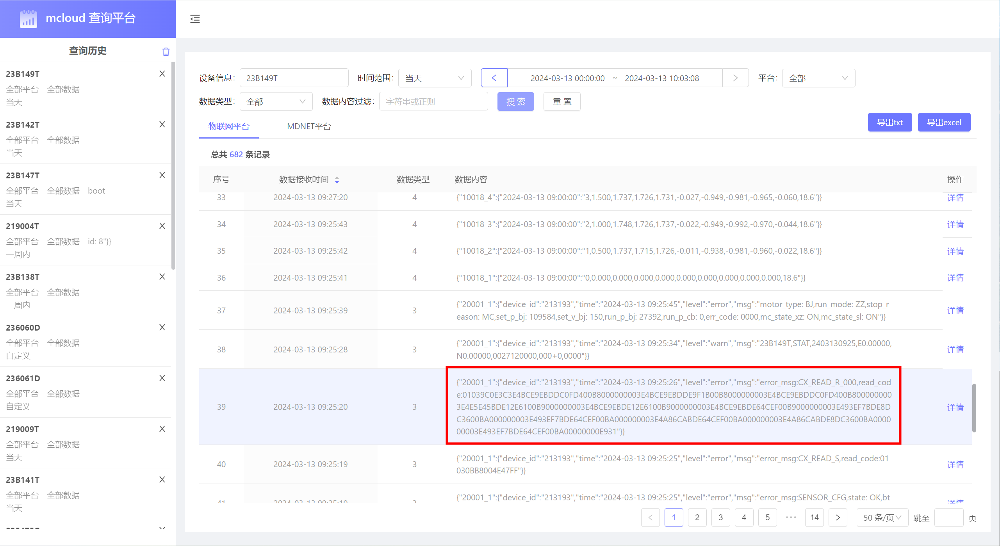 mcloud 查询平台
查询历史
23B149T X
全部平台 全部数据
当天
23B142T X
全部平台 全部数据
当天
23B147T X
全部平台 全部数据 boot
当天
219004T X
全部平台 全部数据 id: 8"}}
一周内
23B138T X
全部平台 全部数据
一周内
236060D X
全部平台 全部数据
自定义
236061D X
全部平台 全部数据
自定义
219009T X
全部平台 全部数据
当天
23B141T X
全部平台 全部数据
当天
设备信息: 23B149T 时间范围: 当天 < 2024-03-13 00:00:00 ~ 2024-03-13 10:03:08 > 平台: 全部
数据类型: 全部 数据内容过滤: 字符串或正则 搜 索 重 置
物联网平台 MDNET平台 导出txt 导出excel
总共 682 条记录
序号 数据接收时间 数据类型 数据内容 操作
33 2024-03-13 09:27:20 4 {"10018_4":{"2024-03-13 09:00:00":"3,1.500,1.737,1.726,1.731,-0.027,-0.949,-0.981,-0.965,-0.060,18.6"}} 详情
34 2024-03-13 09:25:43 4 {"10018_3":{"2024-03-13 09:00:00":"2,1.000,1.748,1.726,1.737,-0.022,-0.949,-0.992,-0.970,-0.044,18.6"}} 详情
35 2024-03-13 09:25:42 4 {"10018_2":{"2024-03-13 09:00:00":"1,0.500,1.737,1.715,1.726,-0.011,-0.938,-0.981,-0.960,-0.022,18.6"}} 详情
36 2024-03-13 09:25:41 4 {"10018_1":{"2024-03-13 09:00:00":"0,0.000,0.000,0.000,0.000,0.000,0.000,0.000,0.000,0.000,18.6"}} 详情
37 2024-03-13 09:25:39 3 {"20001_1":{"device_id":"213193","time":"2024-03-13 09:25:45","level":"error","msg":"motor_type: BJ,run_mode: ZZ,stop_r
eason: MC,set_p_bj: 109584,set_v_bj: 150,run_p_bj: 27392,run_p_cb: 0,err_code: 0000,mc_state_xz: ON,mc_state_sl: ON"}} 详情
38 2024-03-13 09:25:28 3 {"20001_1":{"device_id":"213193","time":"2024-03-13 09:25:34","level":"warn","msg":"23B149T,STAT,2403130925,E0.00000,
N0.00000,0027120000,000+0,0000"}} 详情
39 2024-03-13 09:25:20 3 {"20001_1":{"device_id":"213193","time":"2024-03-13 09:25:26","level":"error","msg":"error_msg:CX_READ_R_000,read_cod
e:01039C0E3C3E4BCE9EBDDC0FD400B8000000003E4BCE9EBDDE9F1B00B8000000003E4BCE9EBDDC0FD400B800000000
3E4E5E45BDE12E6100B9000000003E4BCE9EBDE12E6100B9000000003E4BCE9EBDE64CEF00B9000000003E493EF7BDE8D
C3600BA000000003E493EF7BDE64CEF00BA000000003E4A86CABDE64CEF00BA000000003E4A86CABDE8DC3600BA0000
00003E493EF7BDE64CEF00BA00000000E931"}} 详情
40 2024-03-13 09:25:19 3 {"20001_1":{"device_id":"213193","time":"2024-03-13 09:25:25","level":"error","msg":"error_msg:CX_READ_S,read_code:01
030BB8004E47FF"}} 详情
41 2024-03-13 09:25:19 3 {"20001_1":{"device_id":"213193","time":"2024-03-13 09:25:25","level":"error","msg":"error_msg:SENSOR_CFG,state: OK,bt 详情
< 1 2 3 4 5 ••• 14 > 50 条/页 跳至 页